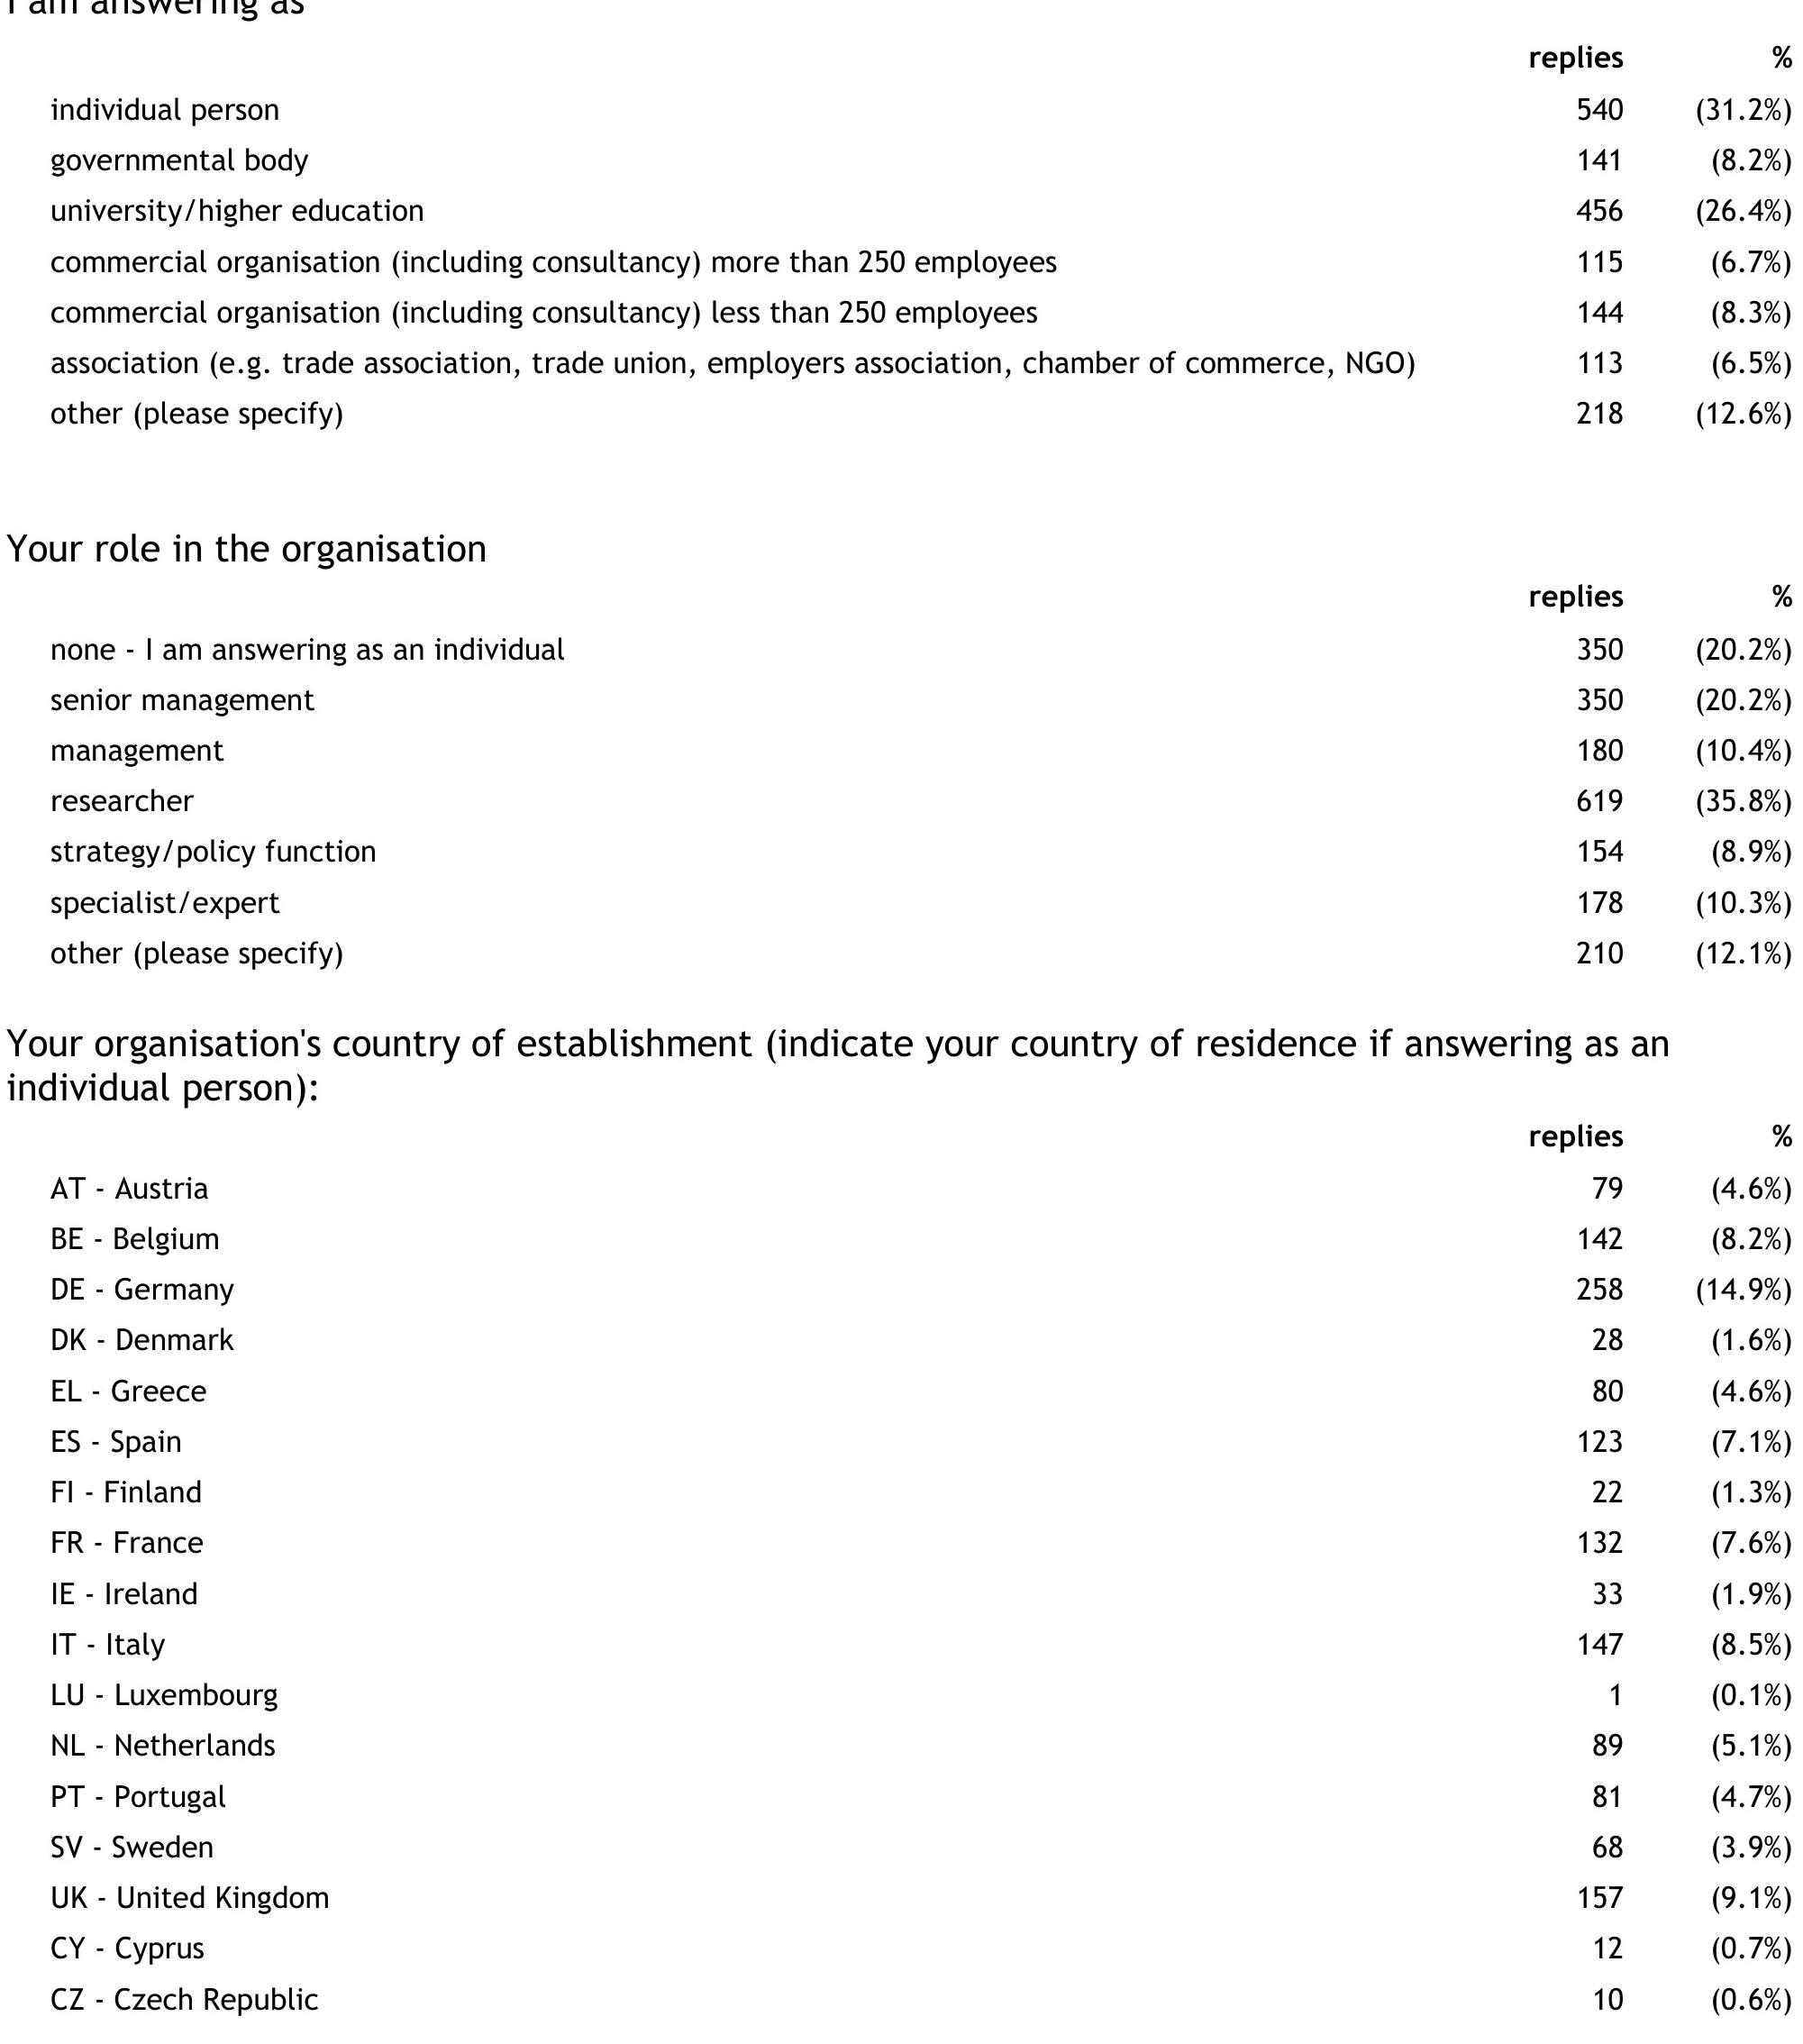 I am answering as
replies %
individual person 540 (31.2%)
governmental body 141 (8.2%)
university/higher education 456 (26.4%)
commercial organisation (including consultancy) more than 250 employees 115 (6.7%)
commercial organisation (including consultancy) less than 250 employees 144 (8.3%)
association (e.g. trade association, trade union, employers association, chamber of commerce, NGO) 113 (6.5%)
other (please specify) 218 (12.6%)
Your role in the organisation
replies %
none - I am answering as an individual 350 (20.2%)
senior management 350 (20.2%)
management 180 (10.4%)
researcher 619 (35.8%)
strategy/policy function 154 (8.9%)
specialist/expert 178 (10.3%)
other (please specify) 210 (12.1%)
Your organisation's country of establishment (indicate your country of residence if answering as an
individual person):
replies %
AT - Austria 79 (4.6%)
BE - Belgium 142 (8.2%)
DE - Germany 258 (14.9%)
DK - Denmark 28 (1.6%)
EL - Greece 80 (4.6%)
ES - Spain 123 (7.1%)
FI - Finland 22 (1.3%)
FR - France 132 (7.6%)
IE - Ireland 33 (1.9%)
IT - Italy 147 (8.5%)
LU - Luxembourg 1 (0.1%)
NL - Netherlands 89 (5.1%)
PT - Portugal 81 (4.7%)
SV - Sweden 68 (3.9%)
UK - United Kingdom 157 (9.1%)
CY - Cyprus 12 (0.7%)
CZ - Czech Republic 10 (0.6%)